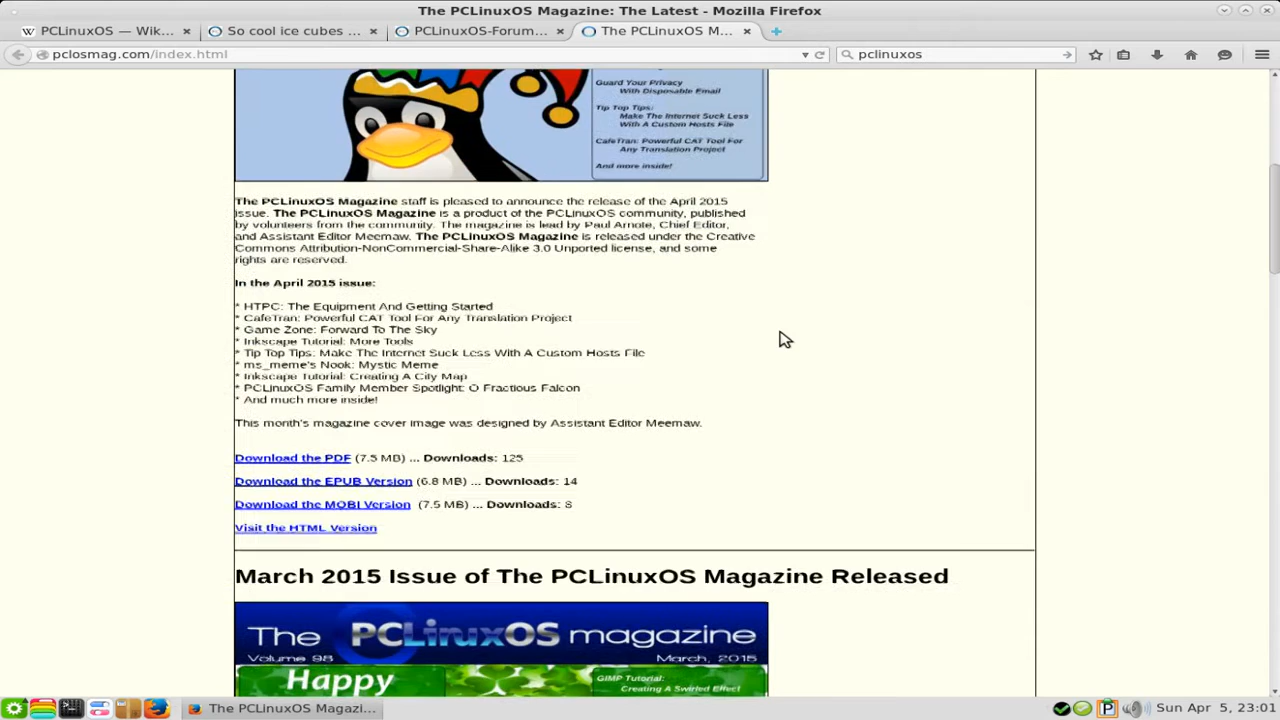 The PCLinuxOS Magazine: The Latest - Mozilla Firefox
W PCLinuxOS — Wik...
So cool ice cubes ...
PCLinuxOS-Forum...
The PCLinuxOS M...
pclosmag.com/index.html
pclinuxos
Guard Your Privacy
With Disposable Email
Tip Top Tips:
Make The Internet Suck Less
With A Custom Hosts File
CafeTran: Powerful CAT Tool For
Any Translation Project
And more inside!
The PCLinuxOS Magazine staff is pleased to announce the release of the April 2015
issue. The PCLinuxOS Magazine is a product of the PCLinuxOS community, published
by volunteers from the community. The magazine is lead by Paul Arnote, Chief Editor,
and Assistant Editor Meemaw. The PCLinuxOS Magazine is released under the Creative
Commons Attribution-NonCommercial-Share-Alike 3.0 Unported license, and some
rights are reserved.
In the April 2015 issue:
* HTPC: The Equipment And Getting Started
* CafeTran: Powerful CAT Tool For Any Translation Project
* Game Zone: Forward To The Sky
* Inkscape Tutorial: More Tools
* Tip Top Tips: Make The Internet Suck Less With A Custom Hosts File
* ms_meme's Nook: Mystic Meme
* Inkscape Tutorial: Creating A City Map
* PCLinuxOS Family Member Spotlight: O Fractious Falcon
* And much more inside!
This month's magazine cover image was designed by Assistant Editor Meemaw.
Download the PDF (7.5 MB) ... Downloads: 125
Download the EPUB Version (6.8 MB) ... Downloads: 14
Download the MOBI Version (7.5 MB) ... Downloads: 8
Visit the HTML Version
March 2015 Issue of The PCLinuxOS Magazine Released
The PCLinuxOS magazine
Volume 98
March, 2015
Happy
GIMP Tutorial:
Creating A Swirled Effect
The PCLinuxOS Magazi...
P
Sun Apr 5, 23:01